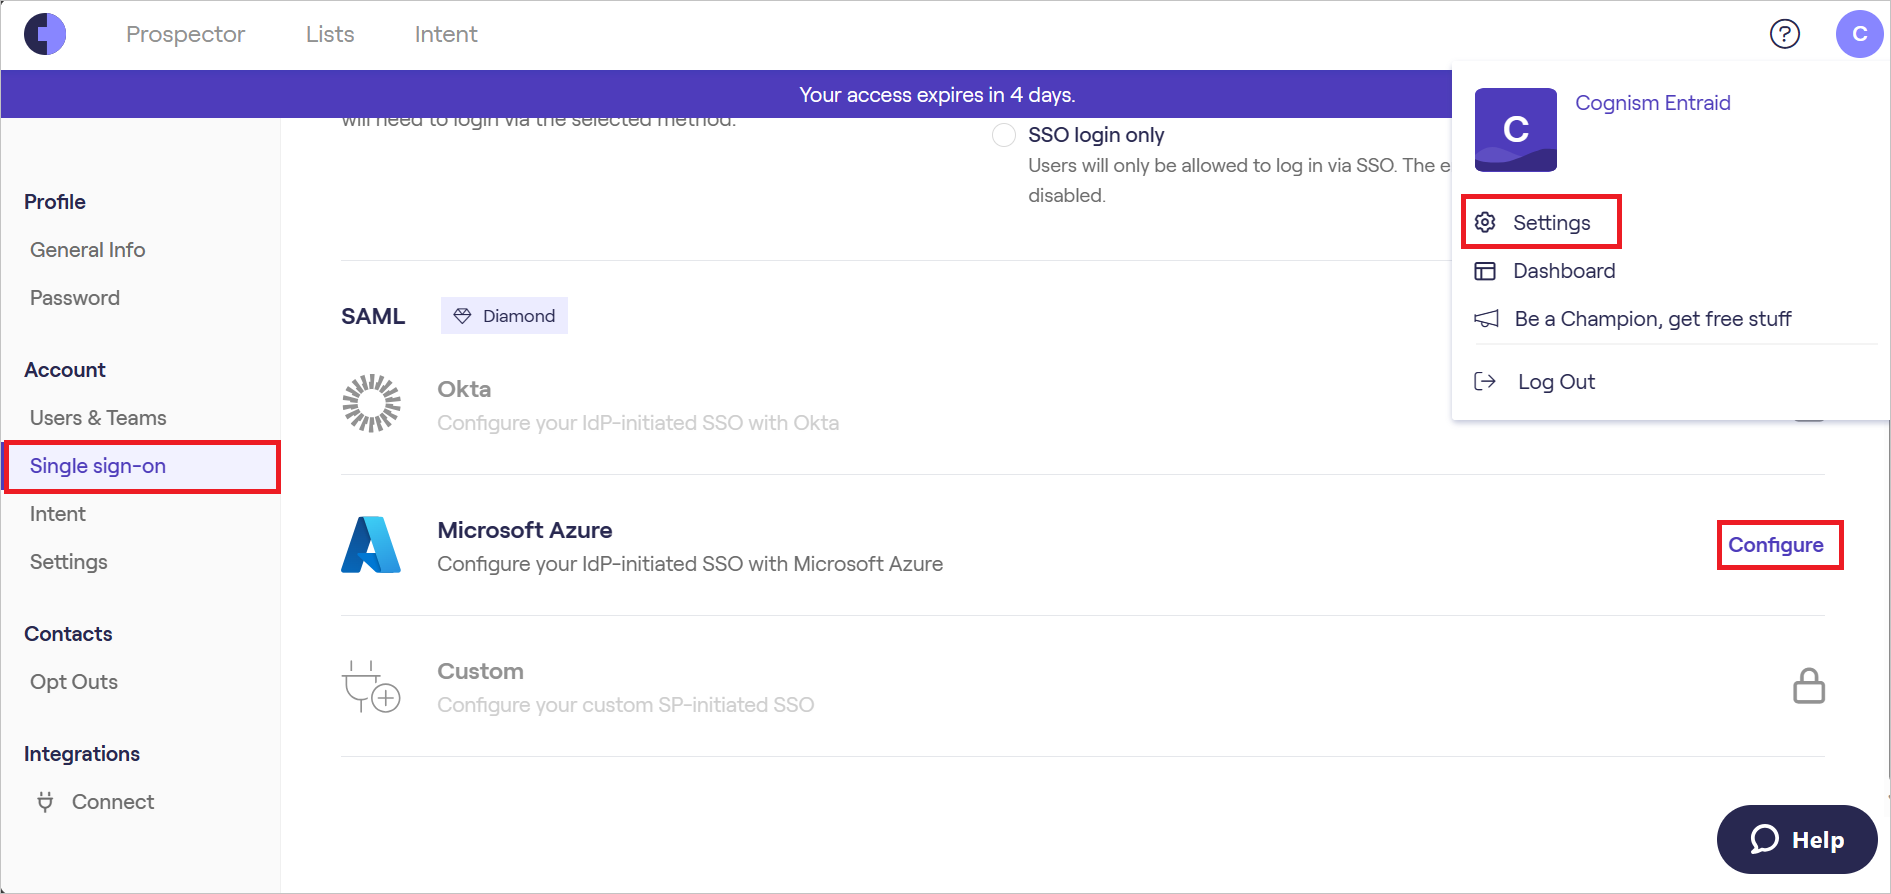 Prospector
Lists
Intent
C
Your access expires in 4 days.
Cognism Entraid
C
Settings
Dashboard
Be a Champion, get free stuff
Log Out
Profile
General Info
Password
Account
Users & Teams
Single sign-on
Intent
Settings
Contacts
Opt Outs
Integrations
Connect
will need to login via the selected method.
SSO login only
Users will only be allowed to log in via SSO. The e
disabled.
SAML
Diamond
Okta
Configure your IdP-initiated SSO with Okta
Microsoft Azure
Configure your IdP-initiated SSO with Microsoft Azure
Configure
Custom
Configure your custom SP-initiated SSO
Help